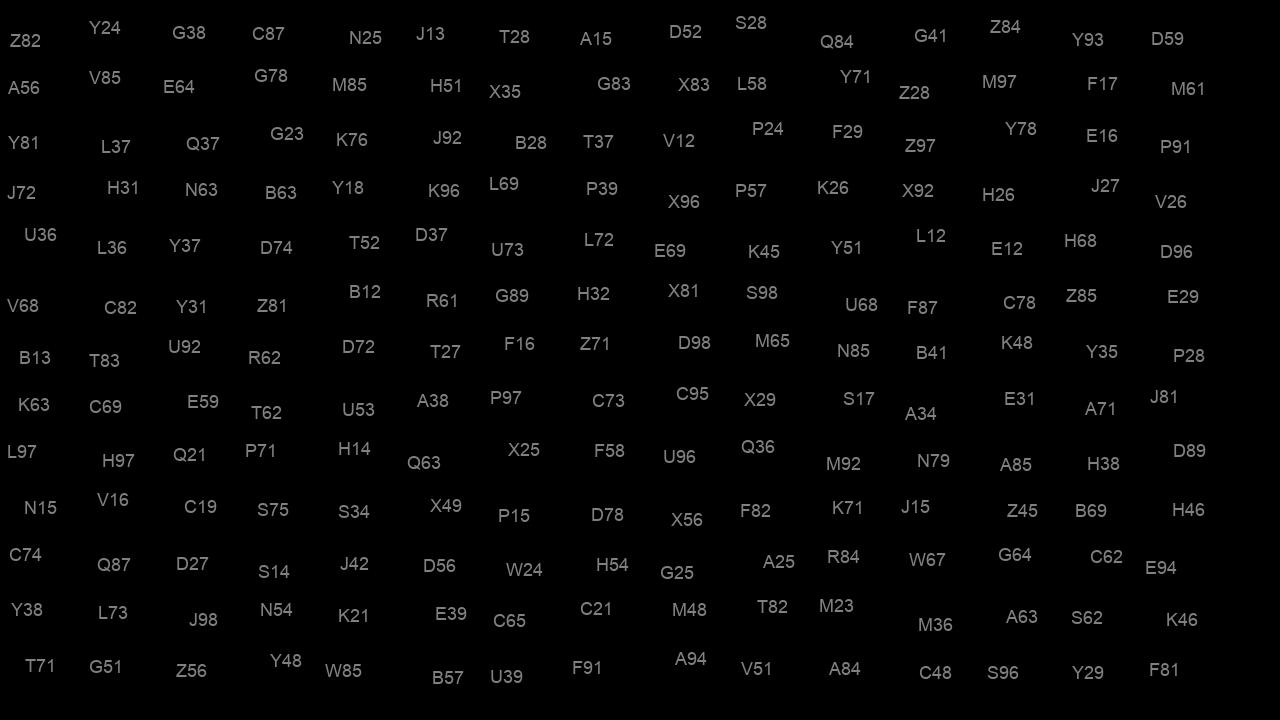 Z82 Y24 G38 C87 N25 J13 T28 A15 D52 S28 Q84 G41 Z84 Y93 D59
A56 V85 E64 G78 M85 H51 X35 G83 X83 L58 Y71 Z28 M97 F17 M61
Y81 L37 Q37 G23 K76 J92 B28 T37 V12 P24 F29 Z97 Y78 E16 P91
J72 H31 N63 B63 Y18 K96 L69 P39 X96 P57 K26 X92 H26 J27 V26
U36 L36 Y37 D74 T52 D37 U73 L72 E69 K45 Y51 L12 E12 H68 D96
V68 C82 Y31 Z81 B12 R61 G89 H32 X81 S98 U68 F87 C78 Z85 E29
B13 T83 U92 R62 D72 T27 F16 Z71 D98 M65 N85 B41 K48 Y35 P28
K63 C69 E59 T62 U53 A38 P97 C73 C95 X29 S17 A34 E31 A71 J81
L97 H97 Q21 P71 H14 Q63 X25 F58 U96 Q36 M92 N79 A85 H38 D89
N15 V16 C19 S75 S34 X49 P15 D78 X56 F82 K71 J15 Z45 B69 H46
C74 Q87 D27 S14 J42 D56 W24 H54 G25 A25 R84 W67 G64 C62 E94
Y38 L73 J98 N54 K21 E39 C65 C21 M48 T82 M23 M36 A63 S62 K46
T71 G51 Z56 Y48 W85 B57 U39 F91 A94 V51 A84 C48 S96 Y29 F81